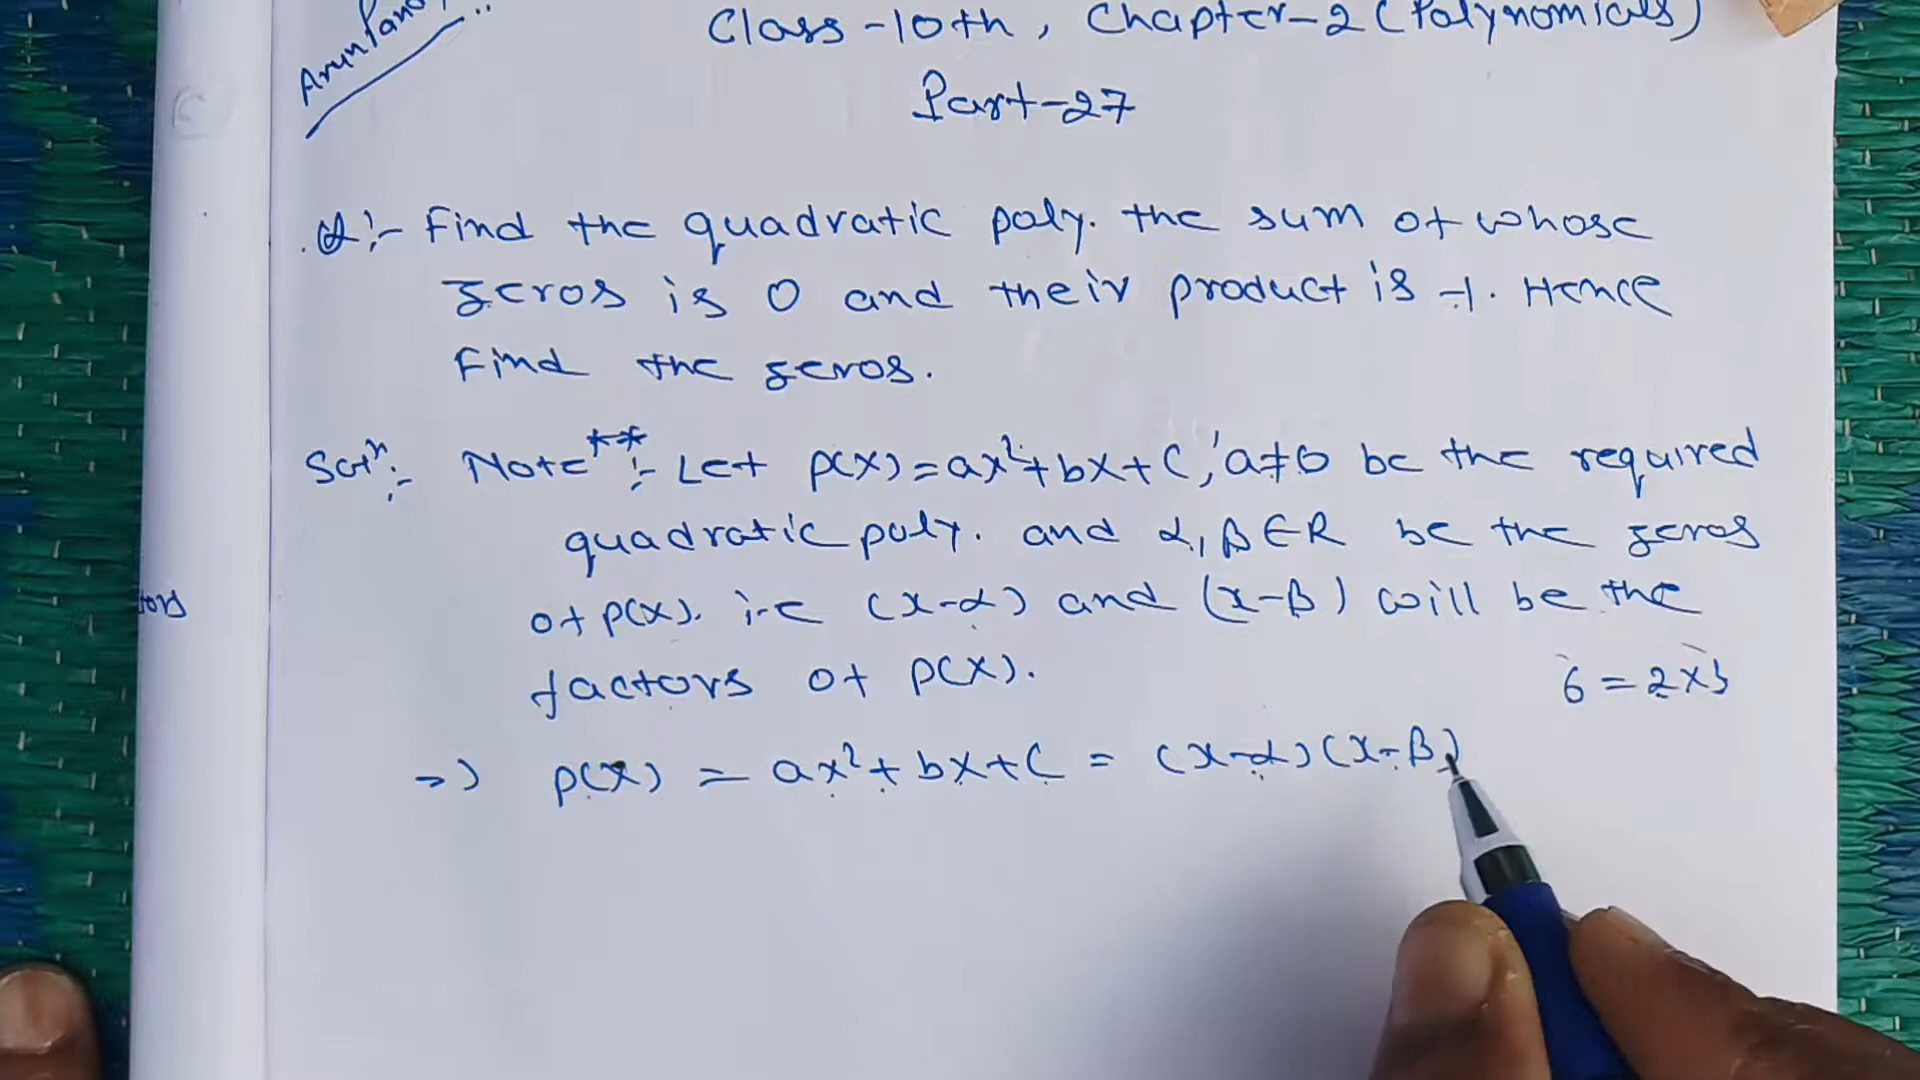 Class-10th, Chapter-2 (Polynomials)
Part-27
Q:- Find the quadratic poly. the sum of whose
zeros is 0 and their product is -1. Hence
find the zeros.
Solⁿ:- Note**:- Let p(x)=ax²+bx+c, a≠0 be the required
quadratic poly. and α, β∈R be the zeros
of p(x). i.e (x-α) and (x-β) will be the
factors of p(x).
6=2×3
=> p(x) = ax²+bx+c = (x-α)(x-β)